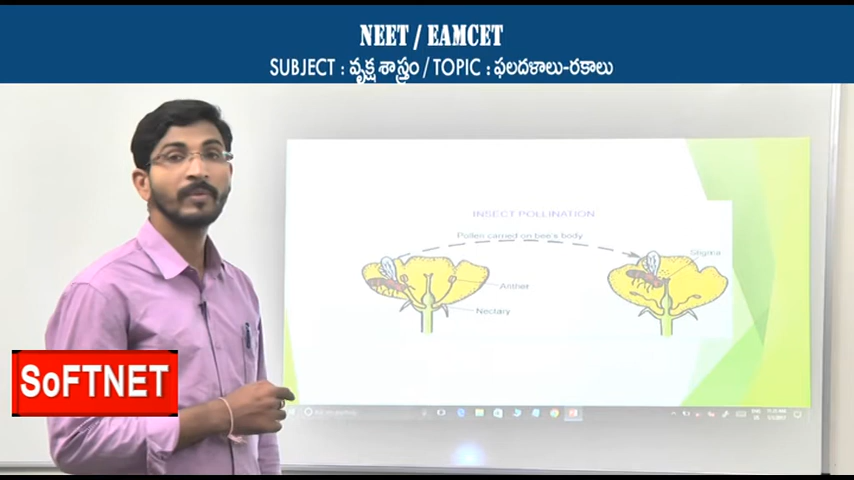 NEET / EAMCET
SUBJECT : వృక్ష శాస్త్రం / TOPIC : ఫలదళాలు-రకాలు
INSECT POLLINATION
Pollen carried on bee's body
Stigma
Anther
Nectary
SoFTNET